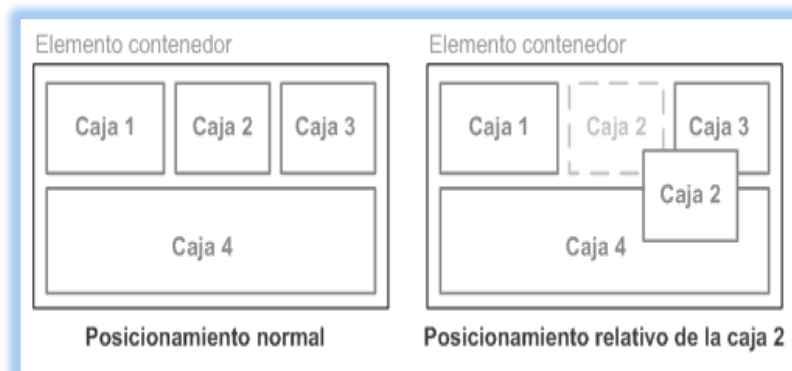 Elemento contenedor
Caja 1
Caja 2
Caja 3
Caja 4
Posicionamiento normal
Elemento contenedor
Caja 1
Caja 2
Caja 3
Caja 2
Caja 4
Posicionamiento relativo de la caja 2